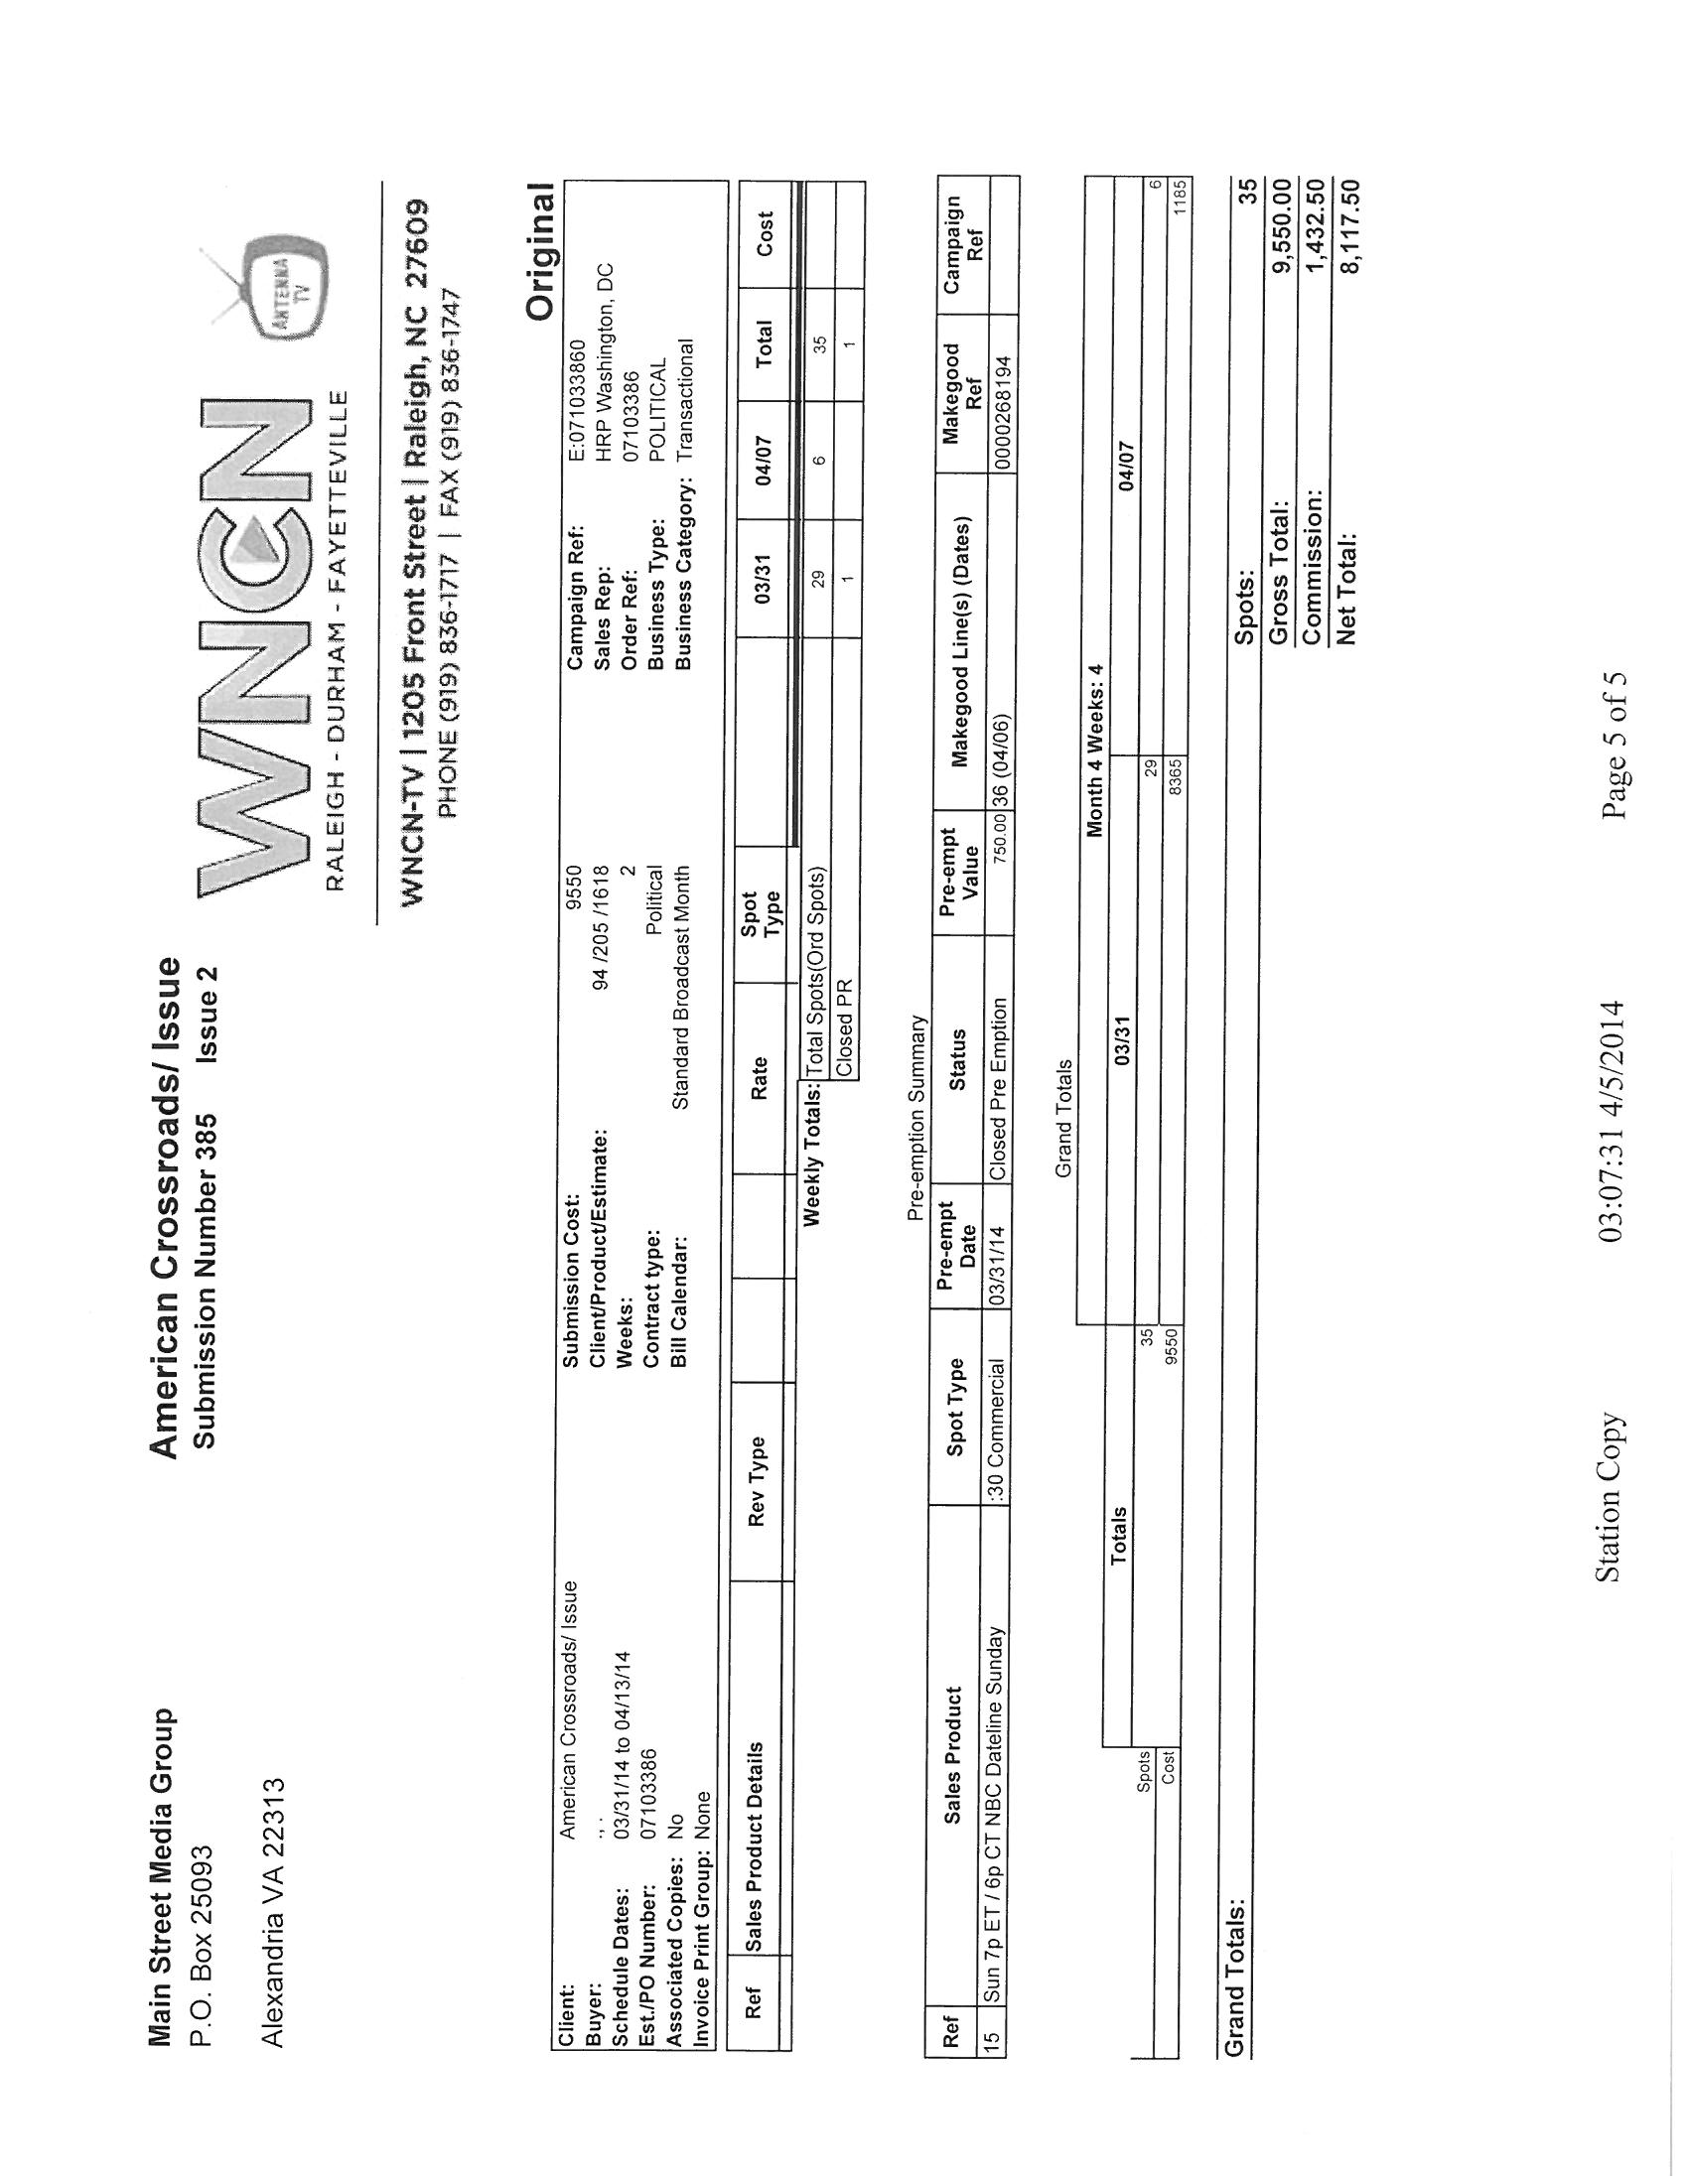 Main Street Media Group
P.O. Box 25093
Alexandria VA 22313
American Crossroads/ Issue
Submission Number 385 Issue 2
WNCN
ANTENNA
TV
RALEIGH - DURHAM - FAYETTEVILLE
WNCN-TV | 1205 Front Street | Raleigh, NC 27609
PHONE (919) 836-1717 | FAX (919) 836-1747
Original
Client: American Crossroads/ Issue Submission Cost: 9550 Campaign Ref: E:071033860
Buyer: ., . Client/Product/Estimate: 94 /205 /1618 Sales Rep: HRP Washington, DC
Schedule Dates: 03/31/14 to 04/13/14 Weeks: 2 Order Ref: 07103386
Est./PO Number: 07103386 Contract type: Political Business Type: POLITICAL
Associated Copies: No Bill Calendar: Standard Broadcast Month Business Category: Transactional
Invoice Print Group: None
Ref Sales Product Details Rev Type Rate Spot Type 03/31 04/07 Total Cost
Weekly Totals: Total Spots(Ord Spots) 29 6 35
Closed PR 1 1
Pre-emption Summary
Ref Sales Product Spot Type Pre-empt Date Status Pre-empt Value Makegood Line(s) (Dates) Makegood Ref Campaign Ref
15 Sun 7p ET / 6p CT NBC Dateline Sunday :30 Commercial 03/31/14 Closed Pre Emption 750.00 36 (04/06) 0000268194
Grand Totals
Month 4 Weeks: 4
Totals 03/31 04/07
Spots 35 29 6
Cost 9550 8365 1185
Grand Totals: Spots: 35
Gross Total: 9,550.00
Commission: 1,432.50
Net Total: 8,117.50
Station Copy 03:07:31 4/5/2014 Page 5 of 5